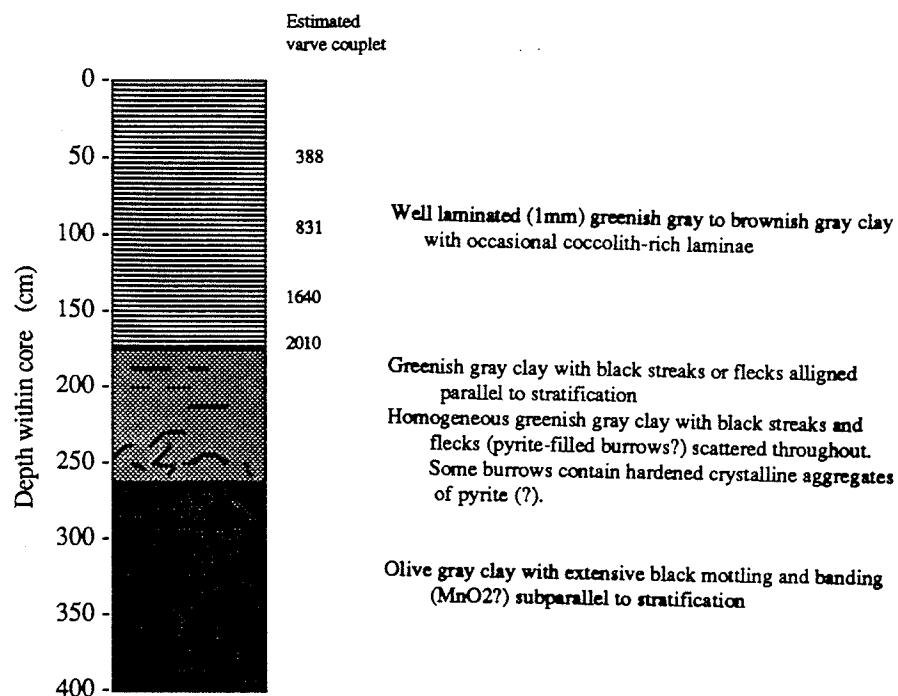 Estimated
varve couplet
0 -
50 -
388
100 -
831
1640
150 -
2010
200 -
250 -
300 -
350 -
400 -
Depth within core (cm)
Well laminated (1mm) greenish gray to brownish gray clay
with occasional coccolith-rich laminae
Greenish gray clay with black streaks or flecks alligned
parallel to stratification
Homogeneous greenish gray clay with black streaks and
flecks (pyrite-filled burrows?) scattered throughout.
Some burrows contain hardened crystalline aggregates
of pyrite (?).
Olive gray clay with extensive black mottling and banding
(MnO2?) subparallel to stratification